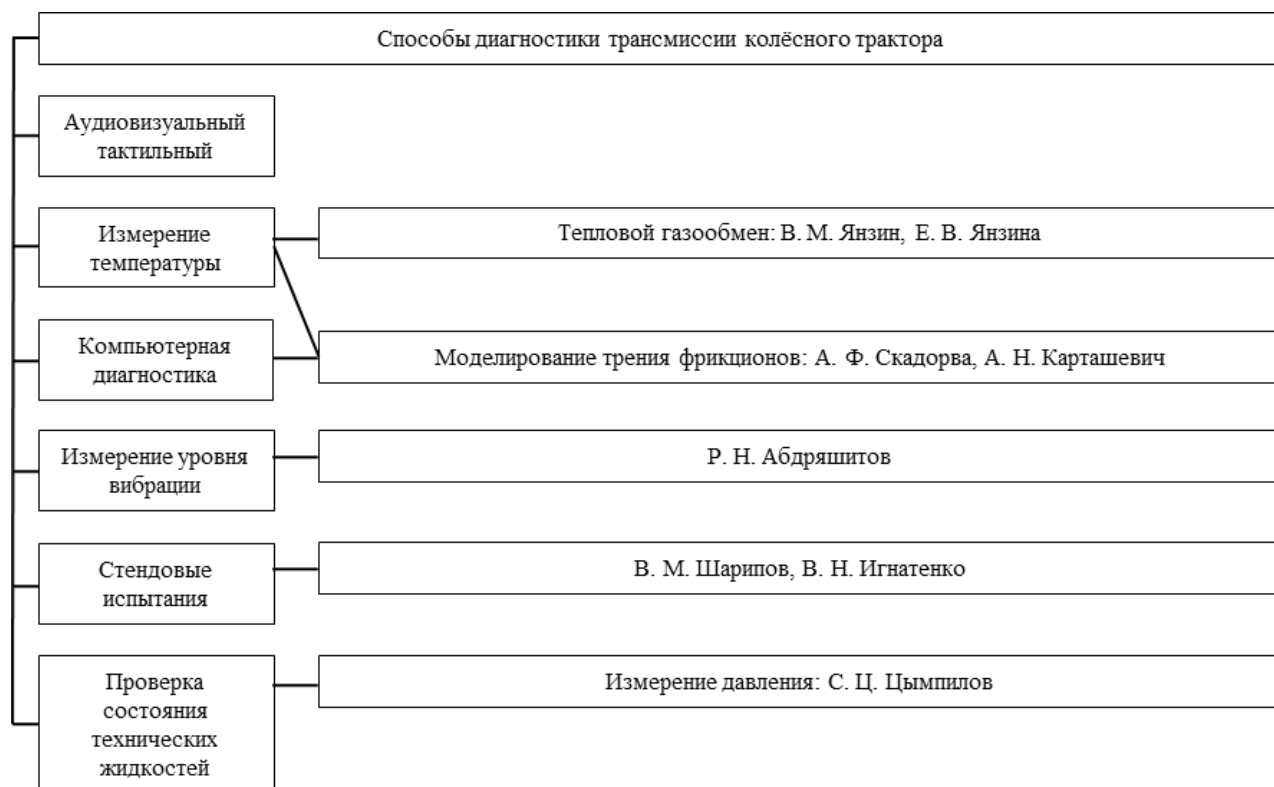 Способы диагностики трансмиссии колёсного трактора
Аудиовизуальный
тактильный
Измерение
температуры
Тепловой газообмен: В. М. Янзин, Е. В. Янзина
Компьютерная
диагностика
Моделирование трения фрикционов: А. Ф. Скадорва, А. Н. Карташевич
Измерение уровня
вибрации
Р. Н. Абдряшитов
Стендовые
испытания
В. М. Шарипов, В. Н. Игнатенко
Проверка
состояния
технических
жидкостей
Измерение давления: С. Ц. Цымпилов